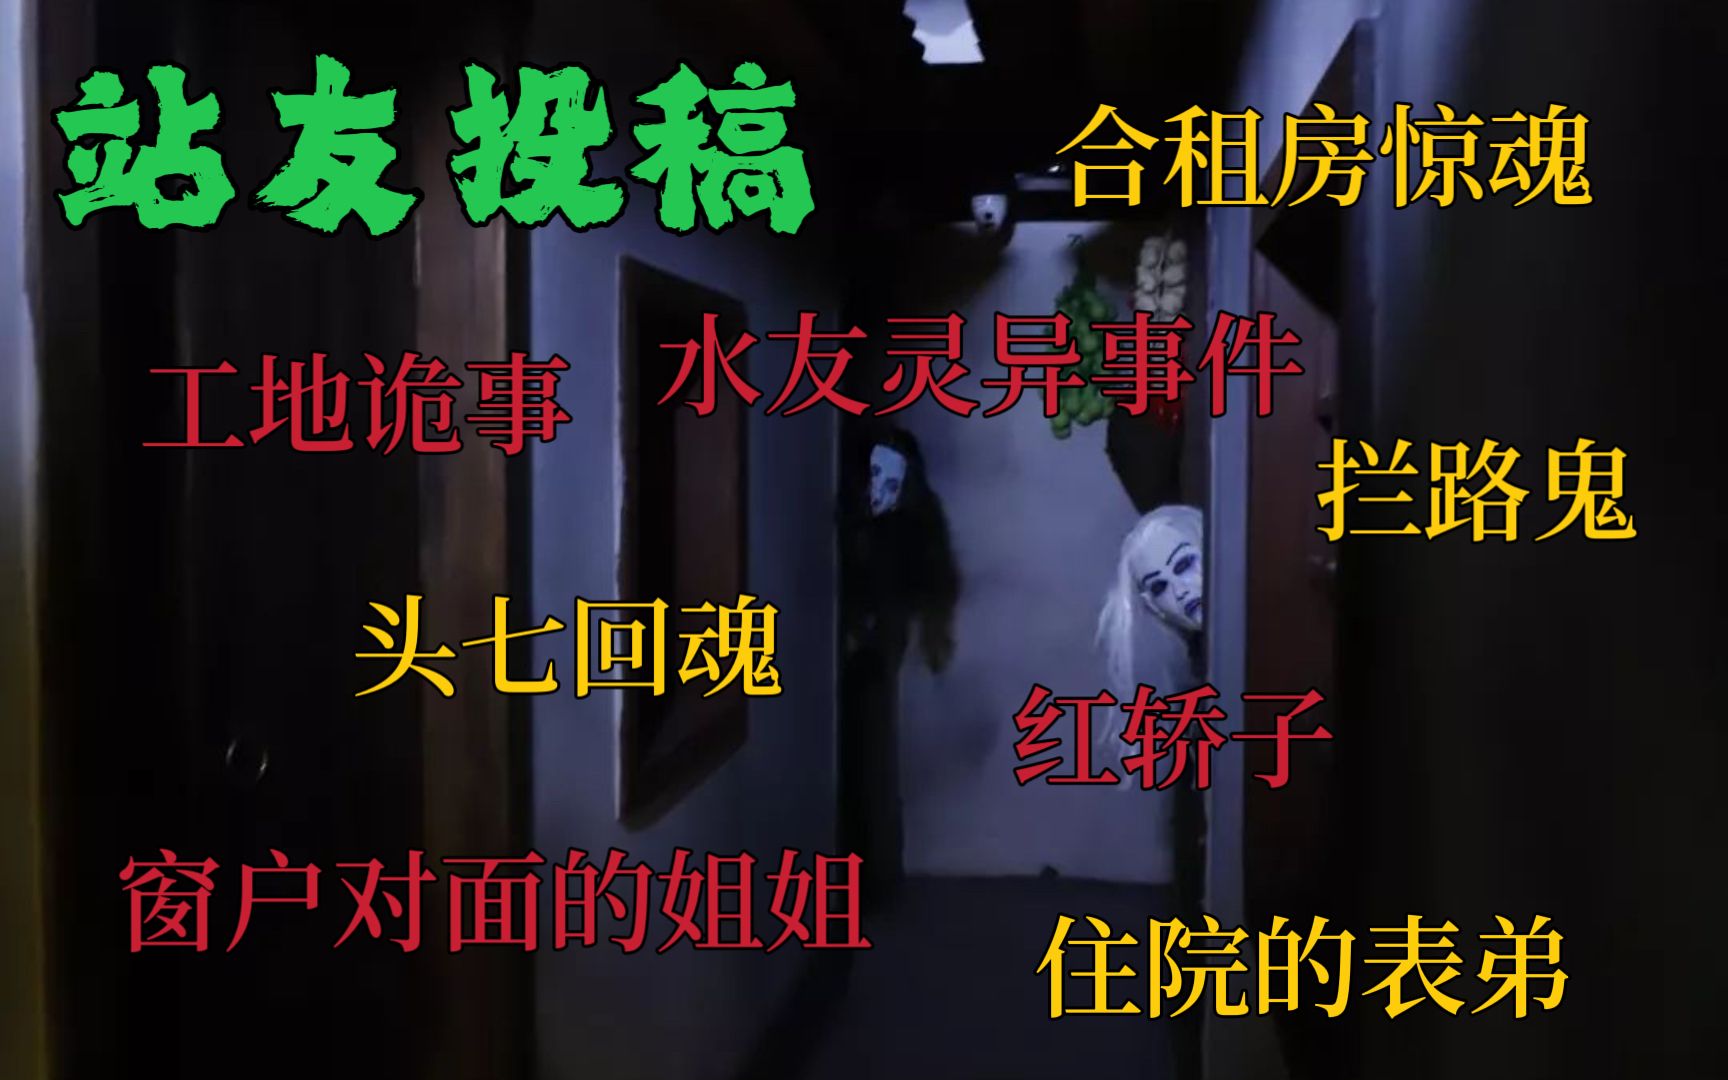 站友投稿
合租房惊魂
水友灵异事件
工地诡事
拦路鬼
头七回魂
红轿子
窗户对面的姐姐
住院的表弟